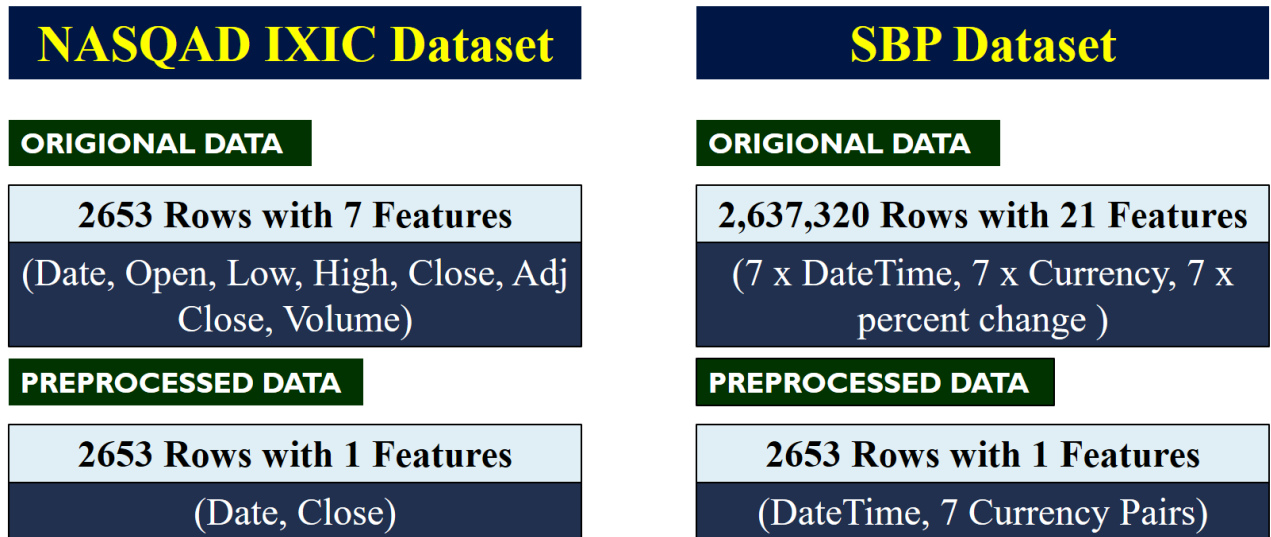 NASQAD IXIC Dataset
ORIGIONAL DATA
2653 Rows with 7 Features
(Date, Open, Low, High, Close, Adj
Close, Volume)
PREPROCESSED DATA
2653 Rows with 1 Features
(Date, Close)
SBP Dataset
ORIGIONAL DATA
2,637,320 Rows with 21 Features
(7 x DateTime, 7 x Currency, 7 x
percent change )
PREPROCESSED DATA
2653 Rows with 1 Features
(DateTime, 7 Currency Pairs)